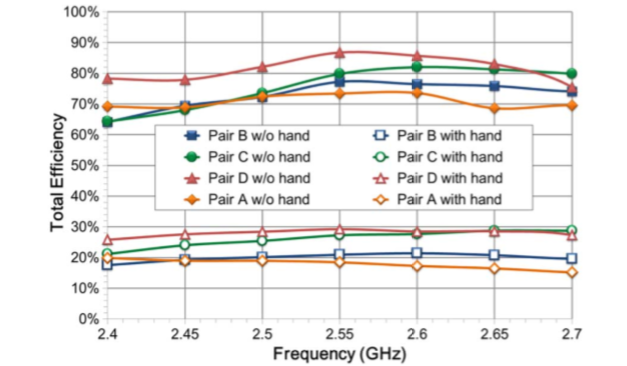 100%
90%
80%
70%
60%
50%
40%
30%
20%
10%
0%
Total Efficiency
Pair B w/o hand Pair B with hand
Pair C w/o hand Pair C with hand
Pair D w/o hand Pair D with hand
Pair A w/o hand Pair A with hand
2.4 2.45 2.5 2.55 2.6 2.65 2.7
Frequency (GHz)